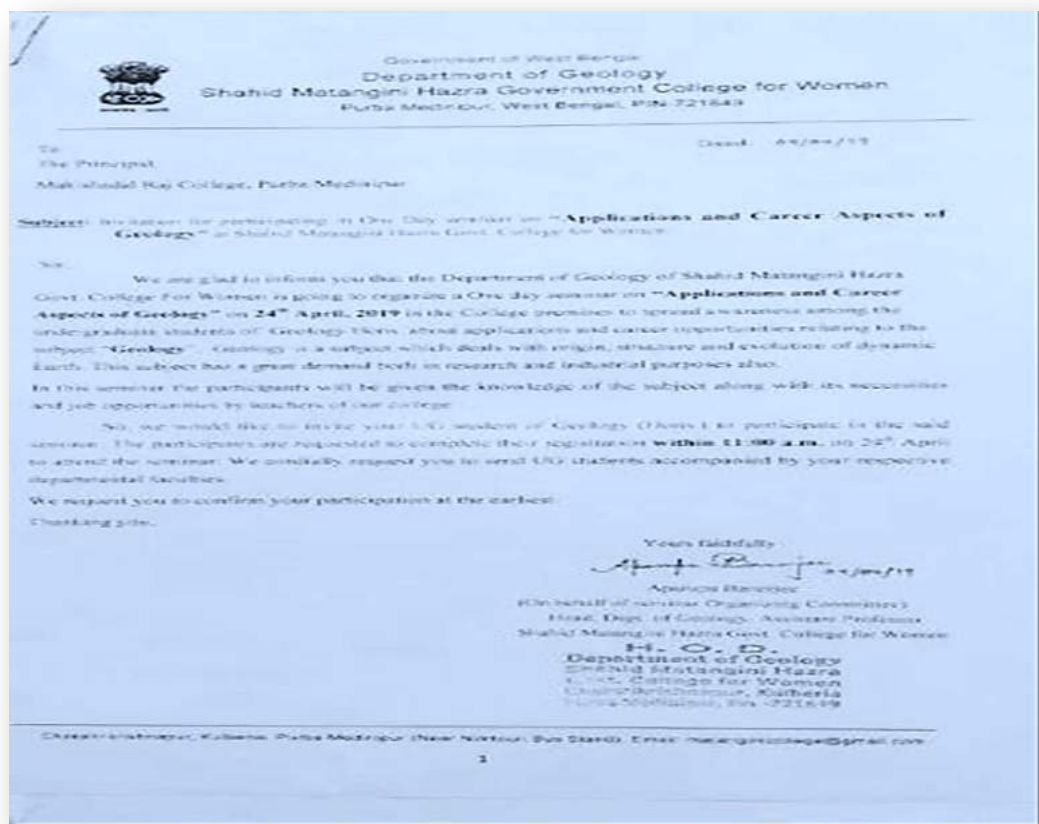 Government of West Bengal
Department of Geology
Shahid Matangini Hazra Government College for Women
Purba Medinipur, West Bengal, PIN-721649
Dated:
To
The Principal
Mahishadal Raj College, Purba Medinipur
Subject: Invitation for participating in One Day seminar on "Applications and Career Aspects of
Geology" at Shahid Matangini Hazra Govt. College for Women
Sir,
We are glad to inform you that the Department of Geology of Shahid Matangini Hazra
Govt. College For Women is going to organize a One day seminar on "Applications and Career
Aspects of Geology" on 24th April, 2019 in the College premises to spread awareness among the
under graduate students of Geology Hons. about applications and career opportunities relating to the
subject "Geology". Geology is a subject which deals with origin, structure and evolution of dynamic
Earth. This subject has a great demand both in research and industrial purposes also.
In this seminar the participants will be given the knowledge of the subject along with its necessities
and job opportunities by teachers of our college.
So, we would like to invite your UG student of Geology (Hons.) to participate in the said
seminar. The participants are requested to complete their registration within 11:00 a.m. on 24th April
to attend the seminar. We cordially request you to send UG students accompanied by your respective
departmental faculties.
We request you to confirm your participation at the earliest.
Thanking you,
Yours faithfully
Banerjee
(On behalf of seminar Organizing Committee)
Head, Dept. of Geology, Assistant Professor
Shahid Matangini Hazra Govt. College for Women
H. O. D.
Department of Geology
Shahid Matangini Hazra
Govt. College for Women
Purba Medinipur, Pin -721649
Kulberia, Purba Medinipur (Near Bus Stand), Email:
1